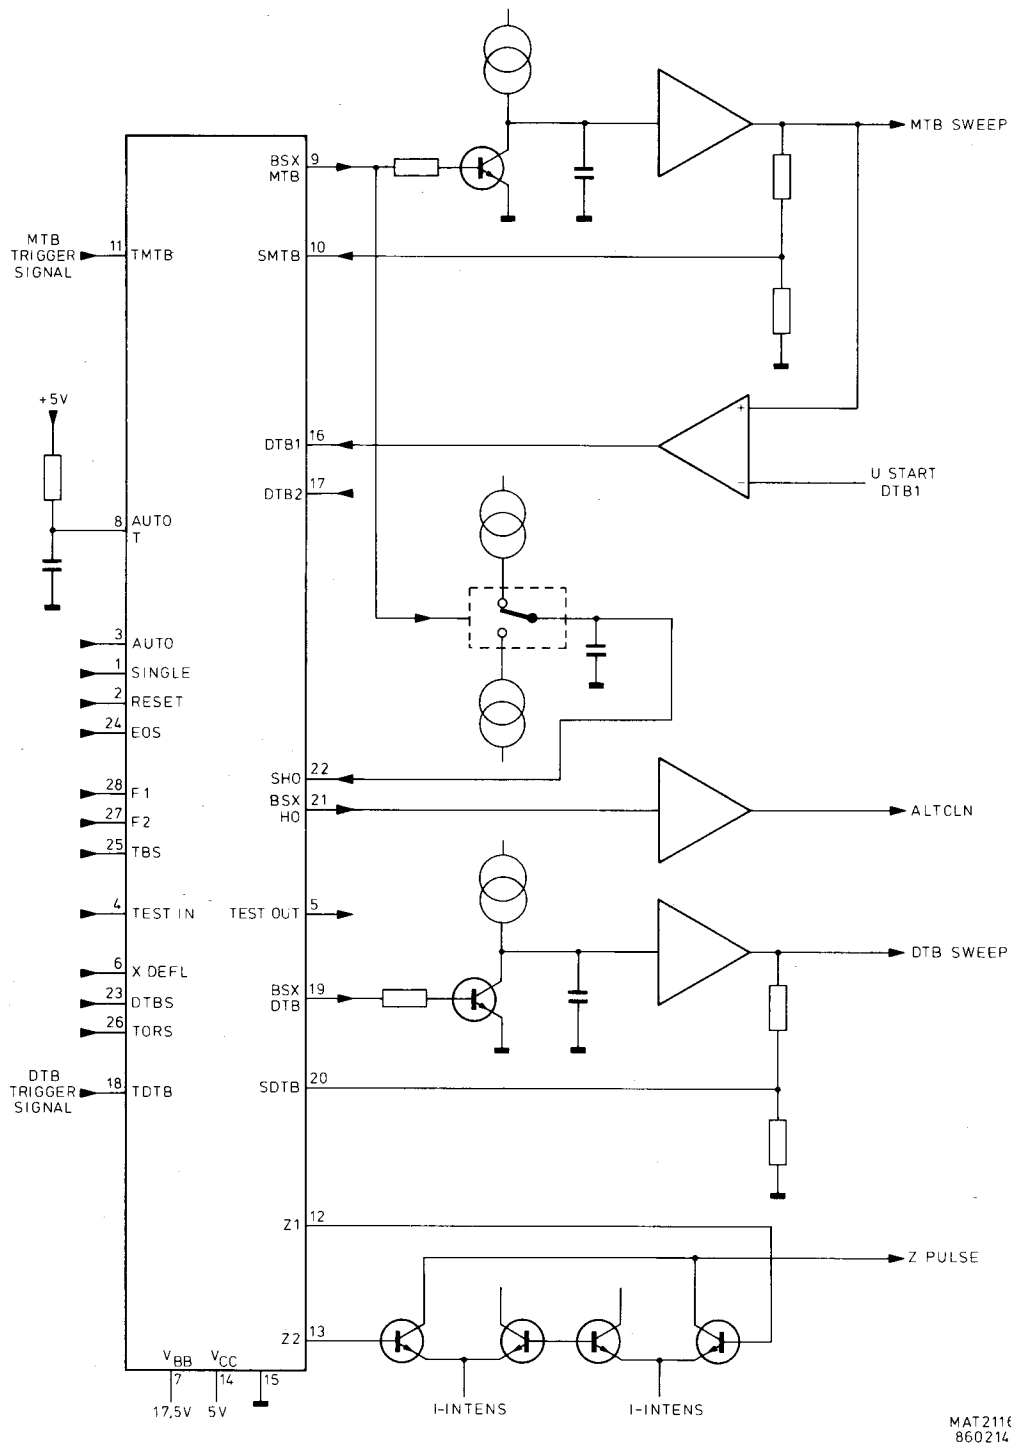 MTB SWEEP
BSX
MTB
9
MTB
TRIGGER
SIGNAL
11
TMTB
SMTB
10
+5V
+
−
U START
DTB1
DTB1
16
DTB2
17
8
AUTO
T
3
AUTO
1
SINGLE
2
RESET
24
EOS
SHO
22
28
F1
BSX
HO
21
ALTCLN
27
F2
25
TBS
4
TEST IN
TEST OUT
5
DTB SWEEP
6
X DEFL
23
DTBS
BSX
DTB
19
26
TORS
DTB
TRIGGER
SIGNAL
18
TDTB
SDTB
20
Z1
12
Z PULSE
Z2
13
VBB
VCC
7
14
15
17,5V
5V
I-INTENS
I-INTENS
MAT2116
860214